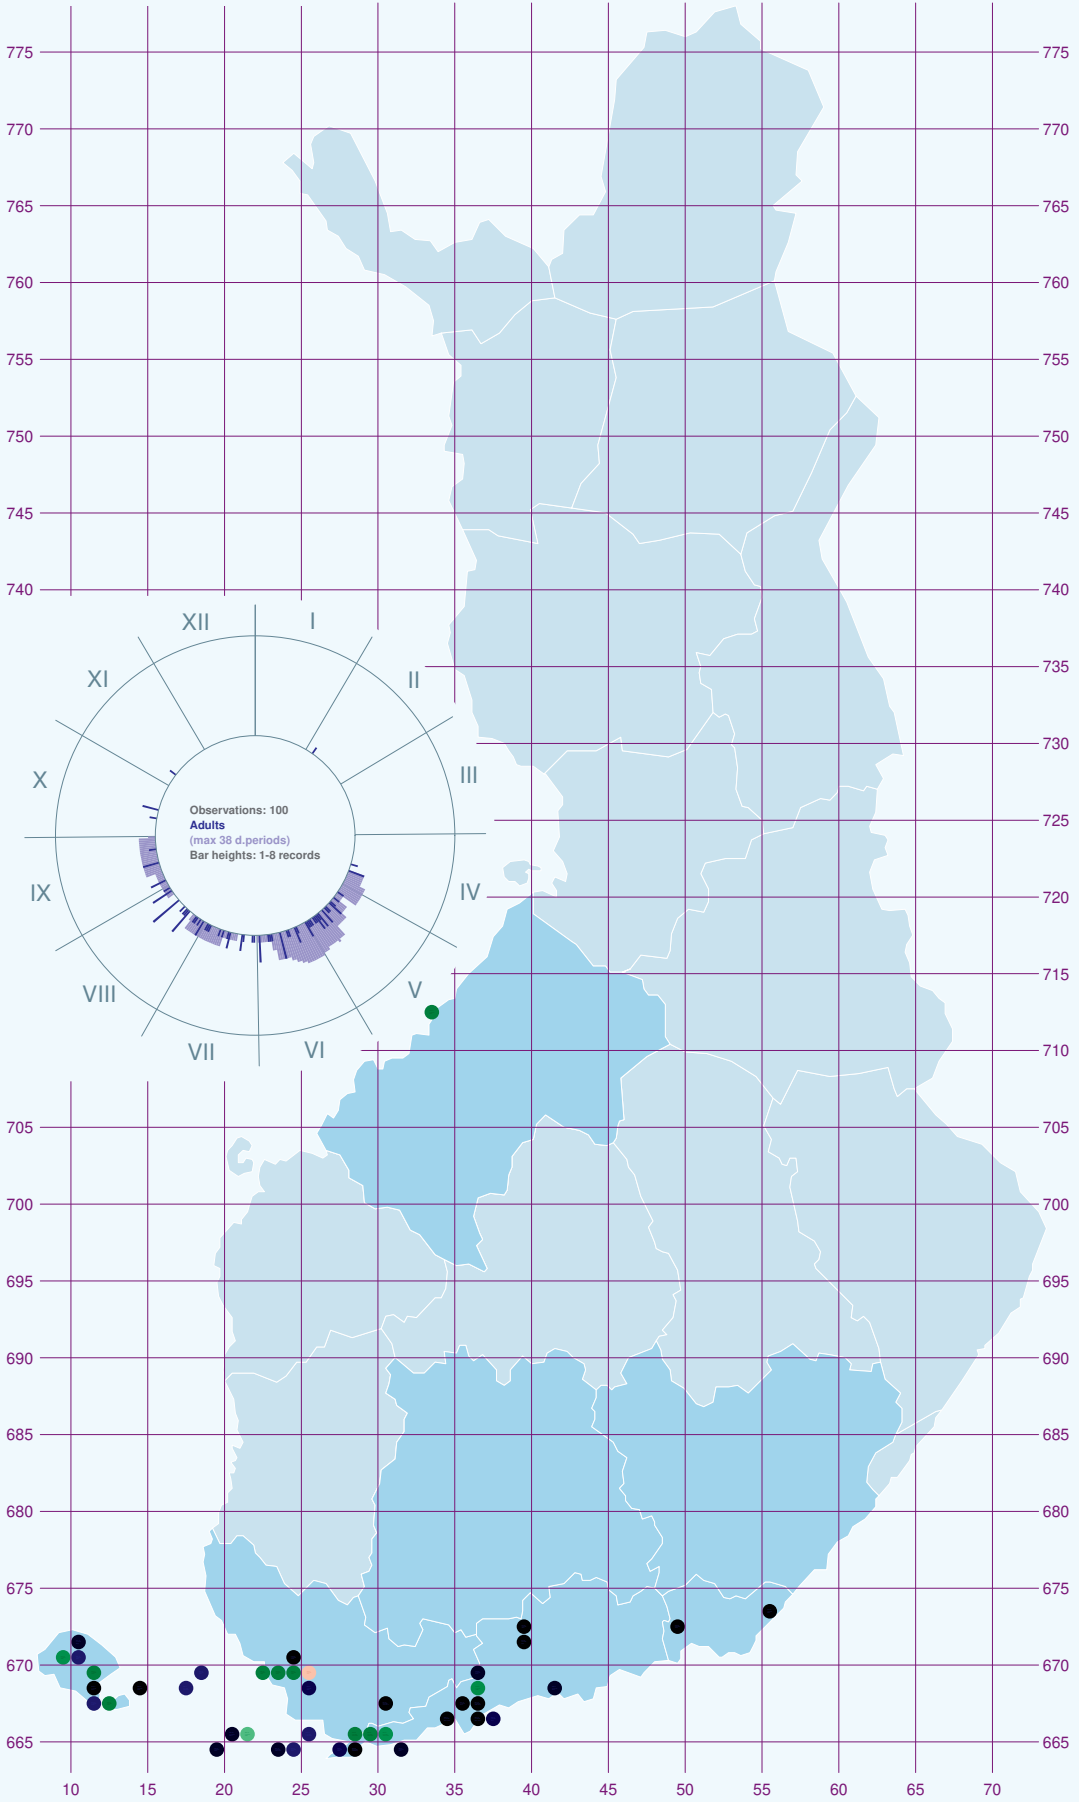 775 775
770 770
765 765
760 760
755 755
750 750
745 745
740 740
XII I
735
XI II
730
X III
Observations: 100
Adults
(max 38 d.periods)
Bar heights: 1-8 records
725
IX IV
720
VIII V
715
VII VI
710
705 705
700 700
695 695
690 690
685 685
680 680
675 675
670 670
665 665
10 15 20 25 30 35 40 45 50 55 60 65 70